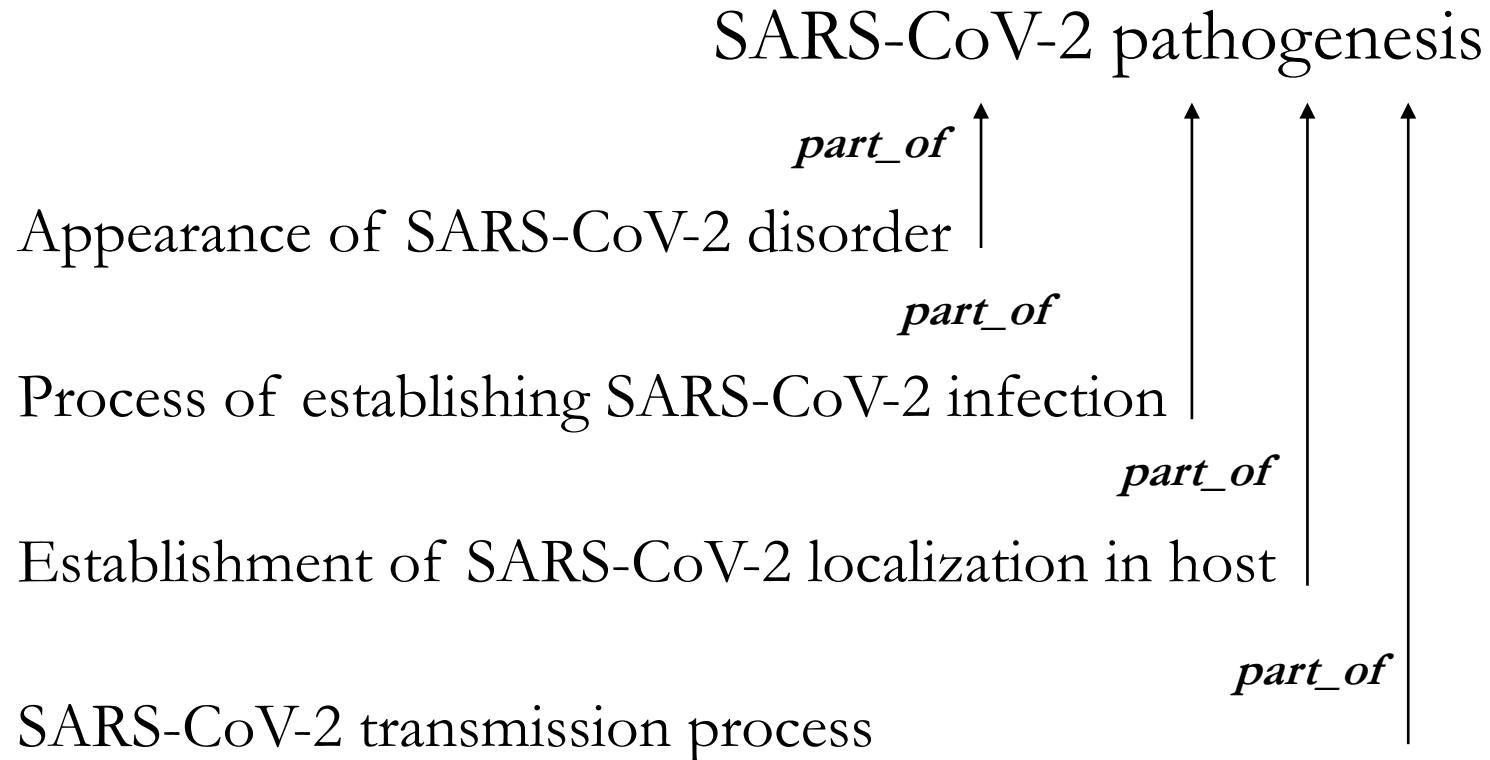 SARS-CoV-2 pathogenesis
part_of
Appearance of SARS-CoV-2 disorder
part_of
Process of establishing SARS-CoV-2 infection
part_of
Establishment of SARS-CoV-2 localization in host
part_of
SARS-CoV-2 transmission process